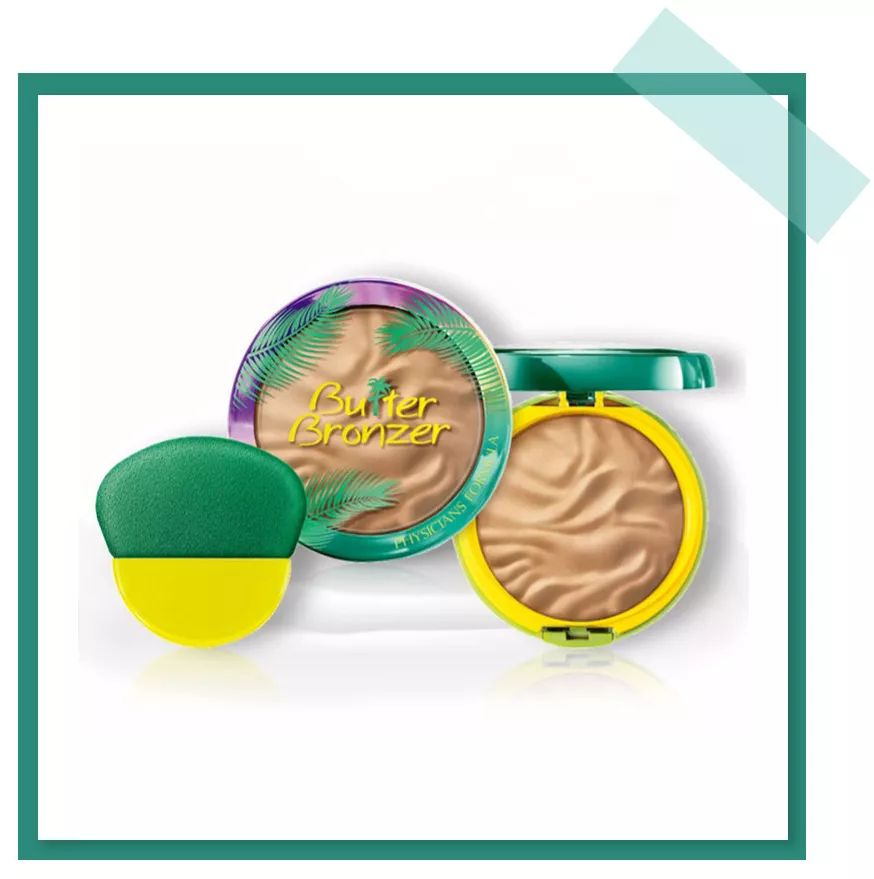 Butter
Bronzer
PHYSICIANS FORMULA